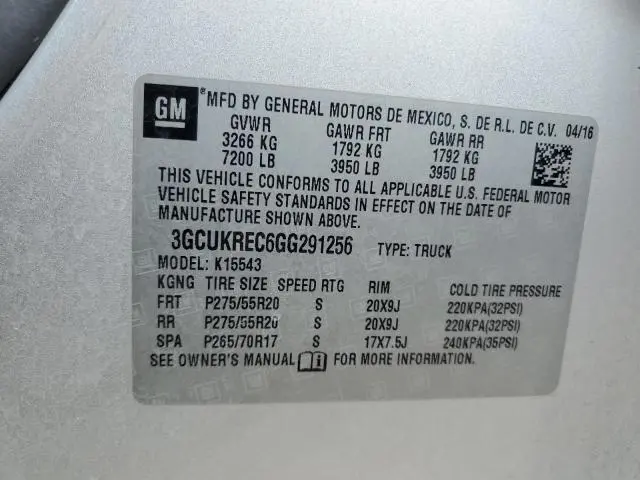 GM ® MFD BY GENERAL MOTORS DE MEXICO, S. DE R.L. DE C.V. 04/16
GVWR GAWR FRT GAWR RR
3266 KG 1792 KG 1792 KG
7200 LB 3950 LB 3950 LB
THIS VEHICLE CONFORMS TO ALL APPLICABLE U.S. FEDERAL MOTOR
VEHICLE SAFETY STANDARDS IN EFFECT ON THE DATE OF
MANUFACTURE SHOWN ABOVE.
3GCUKREC6GG291256 TYPE: TRUCK
MODEL: K15543
KGNG TIRE SIZE SPEED RTG RIM COLD TIRE PRESSURE
FRT P275/55R20 S 20X9J 220KPA(32PSI)
RR P275/55R20 S 20X9J 220KPA(32PSI)
SPA P265/70R17 S 17X7.5J 240KPA(35PSI)
SEE OWNER'S MANUAL i FOR MORE INFORMATION.